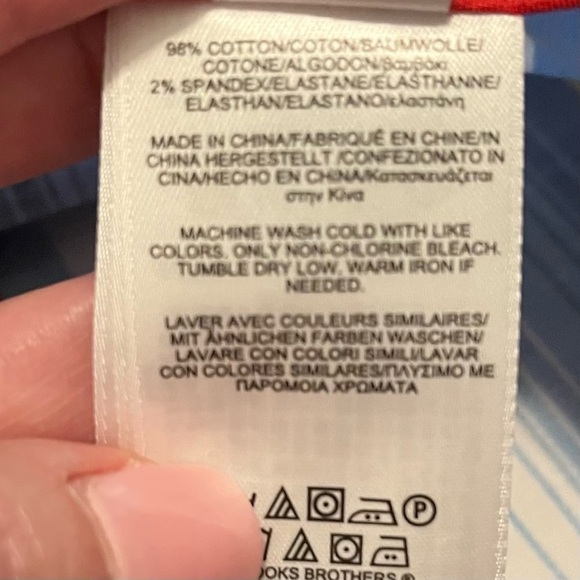 98% COTTON/COTON/BAUMWOLLE/
COTONE/ALGODON/βαμβάκι
2% SPANDEX/ELASTANE/ELASTHANNE/
ELASTHAN/ELASTANO/ελαστάνη
MADE IN CHINA/FABRIQUÉ EN CHINE/IN
CHINA HERGESTELLT /CONFEZIONATO IN
CINA/HECHO EN CHINA/Κατασκευάζεται
στην Κίνα
MACHINE WASH COLD WITH LIKE
COLORS. ONLY NON-CHLORINE BLEACH.
TUMBLE DRY LOW. WARM IRON IF
NEEDED.
LAVER AVEC COULEURS SIMILAIRES/
MIT ÄHNLICHEN FARBEN WASCHEN/
LAVARE CON COLORI SIMILI/LAVAR
CON COLORES SIMILARES/ΠΛΥΣΙΜΟ ΜΕ
ΠΑΡΟΜΟΙΑ ΧΡΩΜΑΤΑ
P
OOKS BROTHERS ®